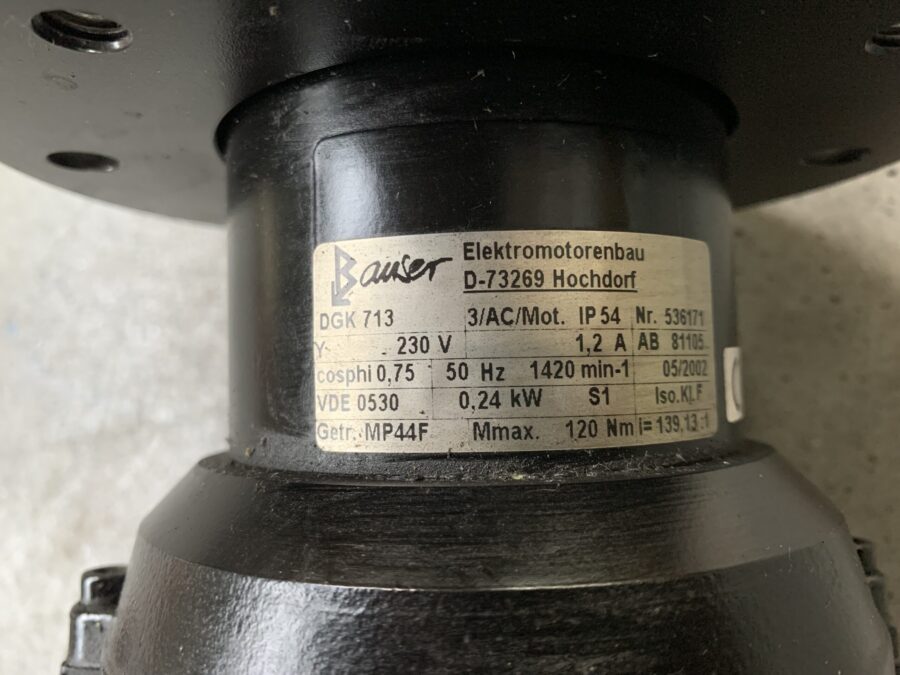 Bauser Elektromotorenbau
D-73269 Hochdorf
DGK 713 3/AC/Mot. IP 54 Nr. 536171
Y 230 V 1,2 A AB 81105
cosphi 0,75 50 Hz 1420 min-1 05/2002
VDE 0530 0,24 kW S1 Iso.Kl.F
Getr. MP44F Mmax. 120 Nm i= 139,13 :1